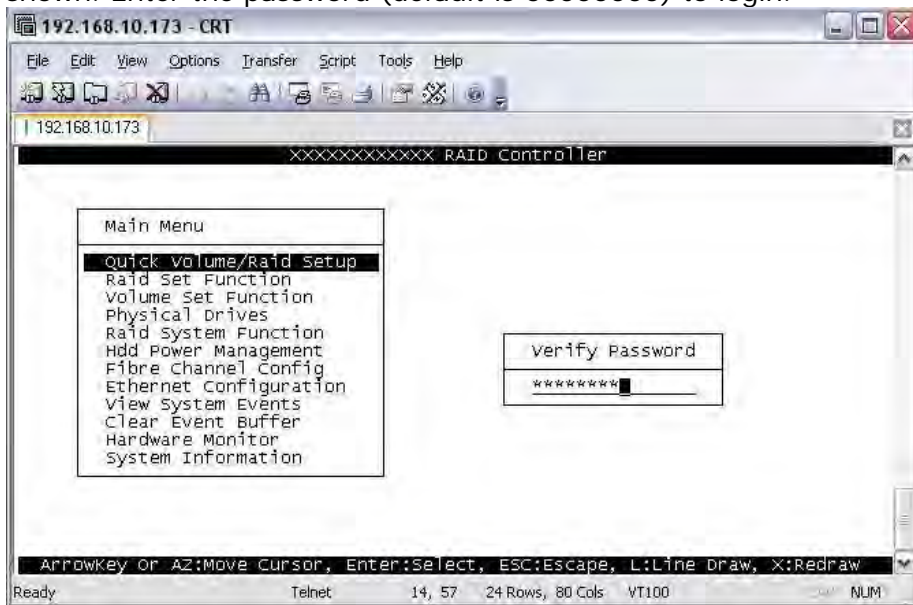 shown. Enter the password (default is 00000000) to login.
192.168.10.173 - CRT
File Edit View Options Transfer Script Tools Help
192.168.10.173
XXXXXXXXXXXX RAID Controller
Main Menu
Quick Volume/Raid Setup
Raid Set Function
Volume Set Function
Physical Drives
Raid System Function
Hdd Power Management
Fibre Channel Config
Ethernet Configuration
View System Events
Clear Event Buffer
Hardware Monitor
System Information
Verify Password
********
ArrowKey Or AZ:Move Cursor, Enter:Select, ESC:Escape, L:Line Draw, X:Redraw
Ready Telnet 14, 57 24 Rows, 80 Cols VT100 NUM